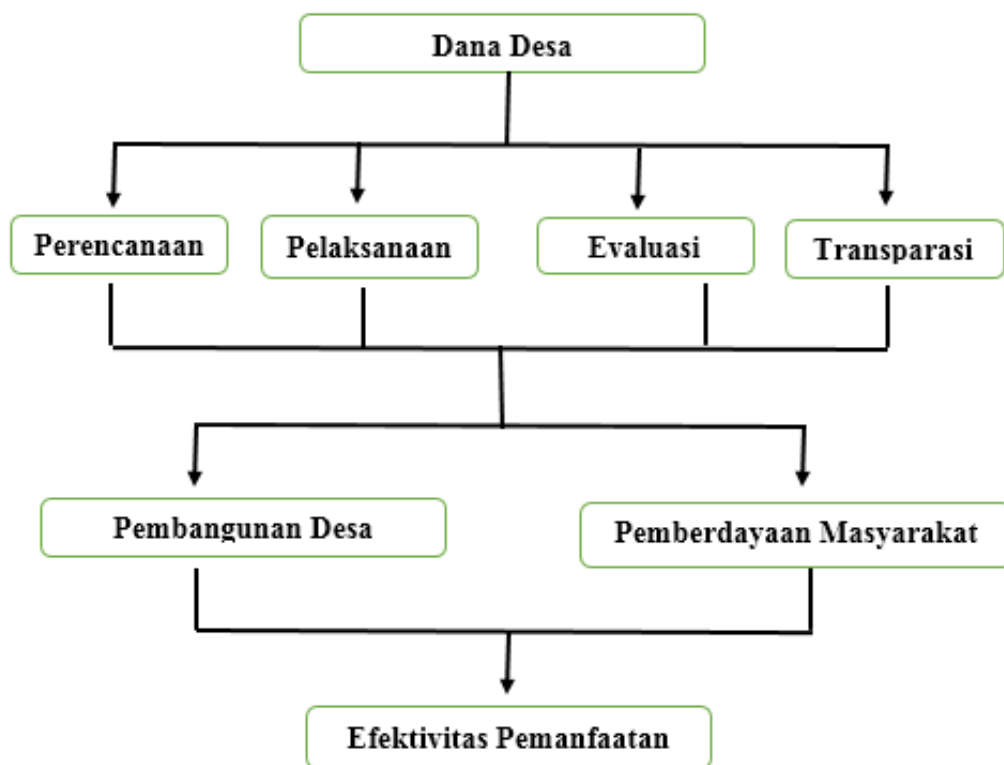 Dana Desa
Perencanaan
Pelaksanaan
Evaluasi
Transparasi
Pembangunan Desa
Pemberdayaan Masyarakat
Efektivitas Pemanfaatan